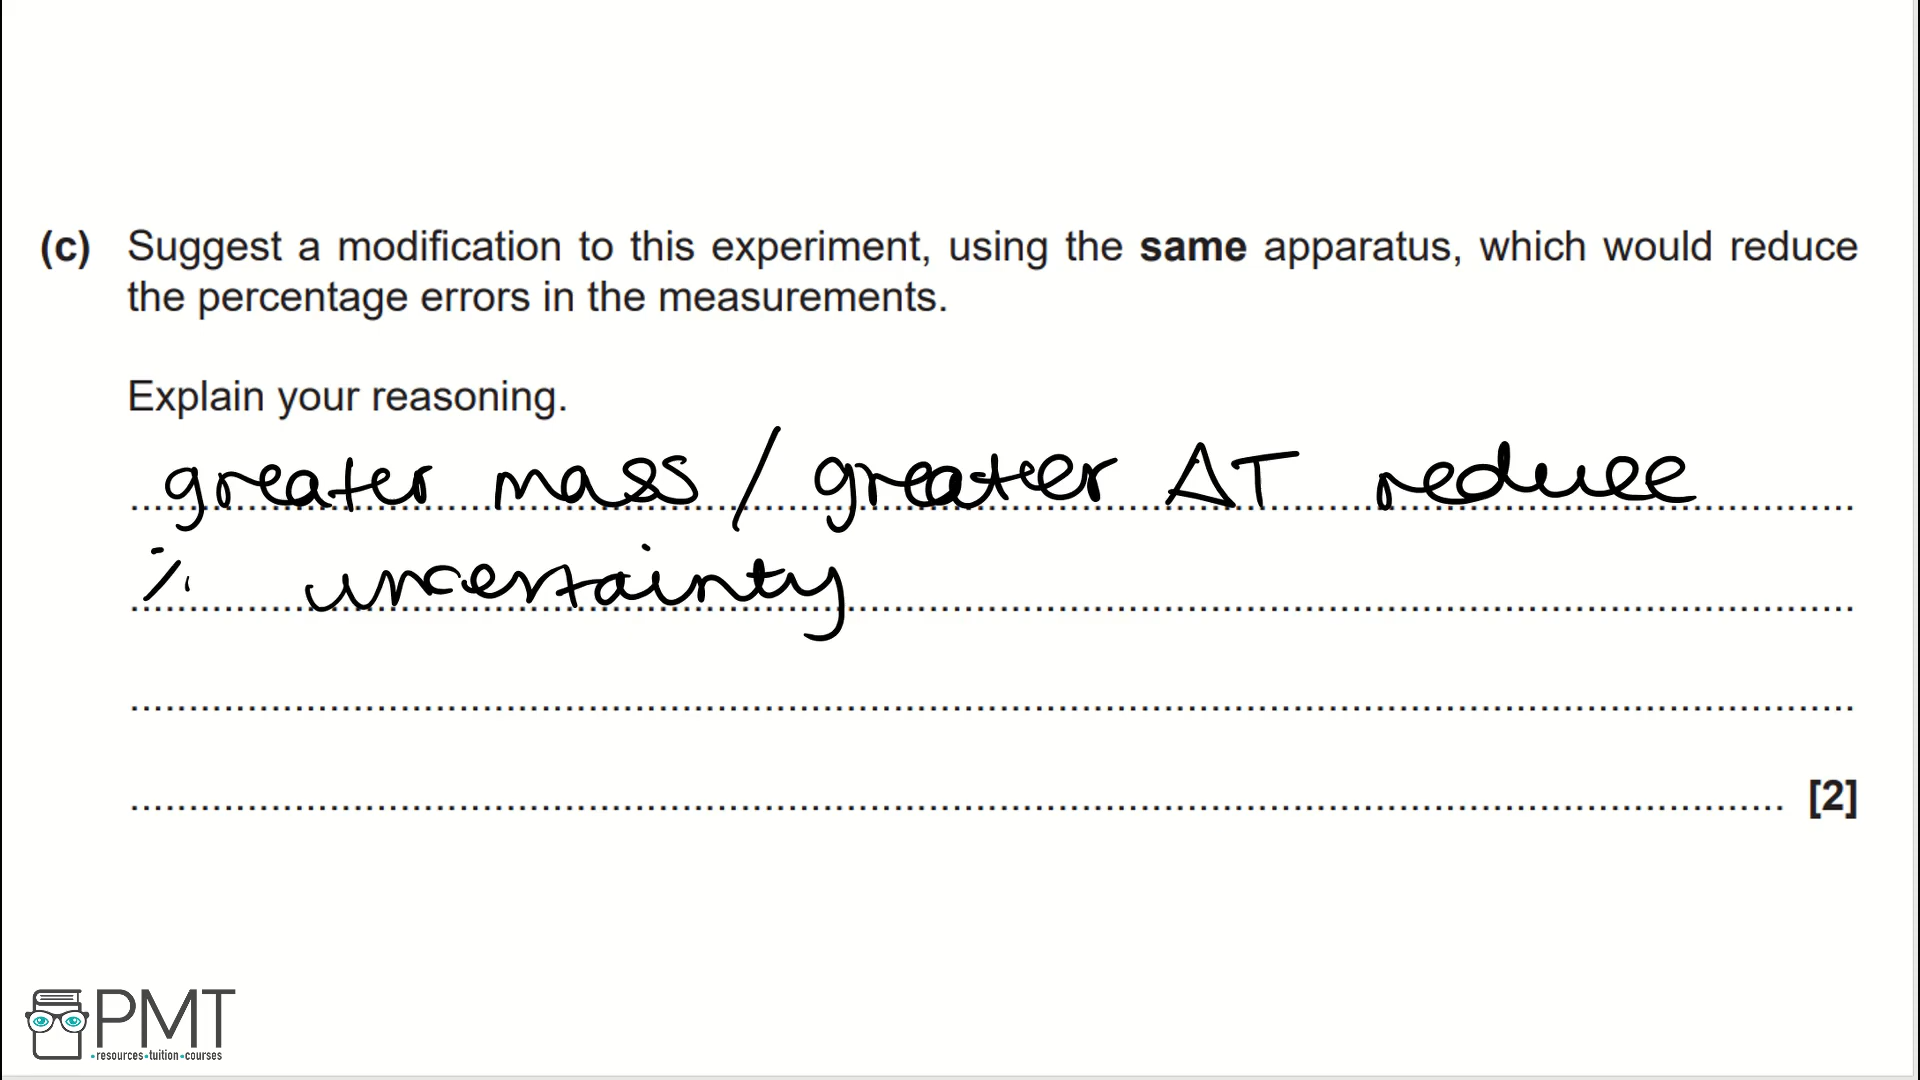 (c) Suggest a modification to this experiment, using the same apparatus, which would reduce
the percentage errors in the measurements.
Explain your reasoning.
greater mass / greater ΔT reduce
% uncertainty
[2]
PMT
resources•tuition•courses